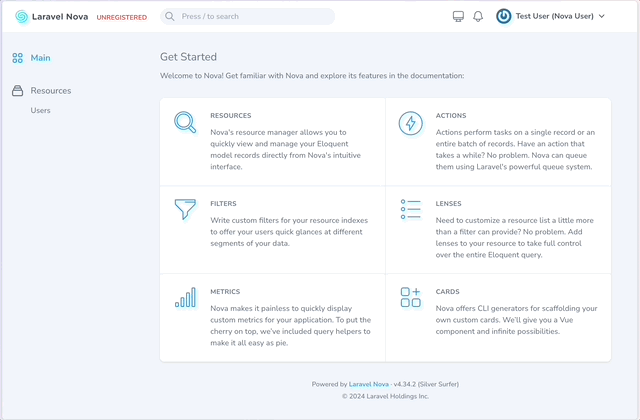 Laravel Nova UNREGISTERED Press / to search Test User (Nova User)
Main
Resources
Users
Get Started
Welcome to Nova! Get familiar with Nova and explore its features in the documentation:
RESOURCES
Nova's resource manager allows you to
quickly view and manage your Eloquent
model records directly from Nova's intuitive
interface.
ACTIONS
Actions perform tasks on a single record or an
entire batch of records. Have an action that
takes a while? No problem. Nova can queue
them using Laravel's powerful queue system.
FILTERS
Write custom filters for your resource indexes
to offer your users quick glances at different
segments of your data.
LENSES
Need to customize a resource list a little more
than a filter can provide? No problem. Add
lenses to your resource to take full control
over the entire Eloquent query.
METRICS
Nova makes it painless to quickly display
custom metrics for your application. To put the
cherry on top, we've included query helpers to
make it all easy as pie.
CARDS
Nova offers CLI generators for scaffolding your
own custom cards. We'll give you a Vue
component and infinite possibilities.
Powered by Laravel Nova · v4.34.2 (Silver Surfer)
© 2024 Laravel Holdings Inc.